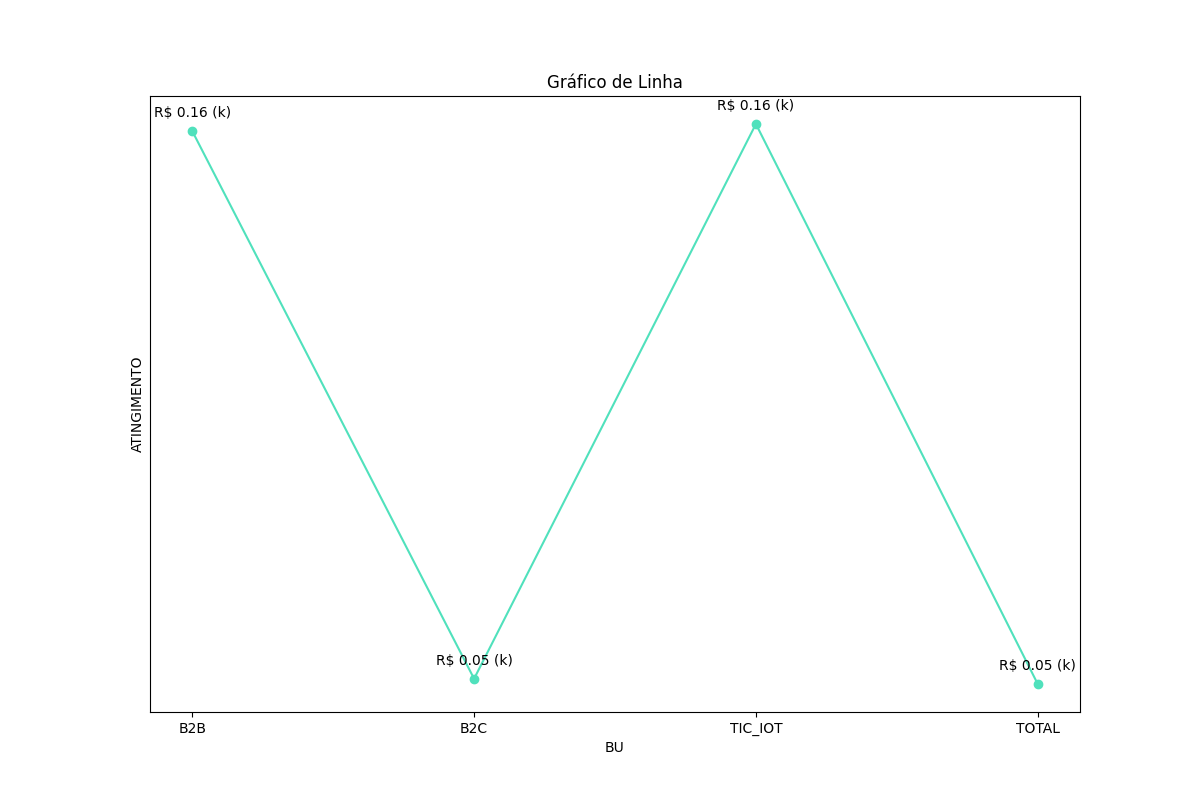 Gráfico de Linha
R$ 0.16 (k)
R$ 0.16 (k)
R$ 0.05 (k)
R$ 0.05 (k)
ATINGIMENTO
B2B
B2C
TIC_IOT
TOTAL
BU